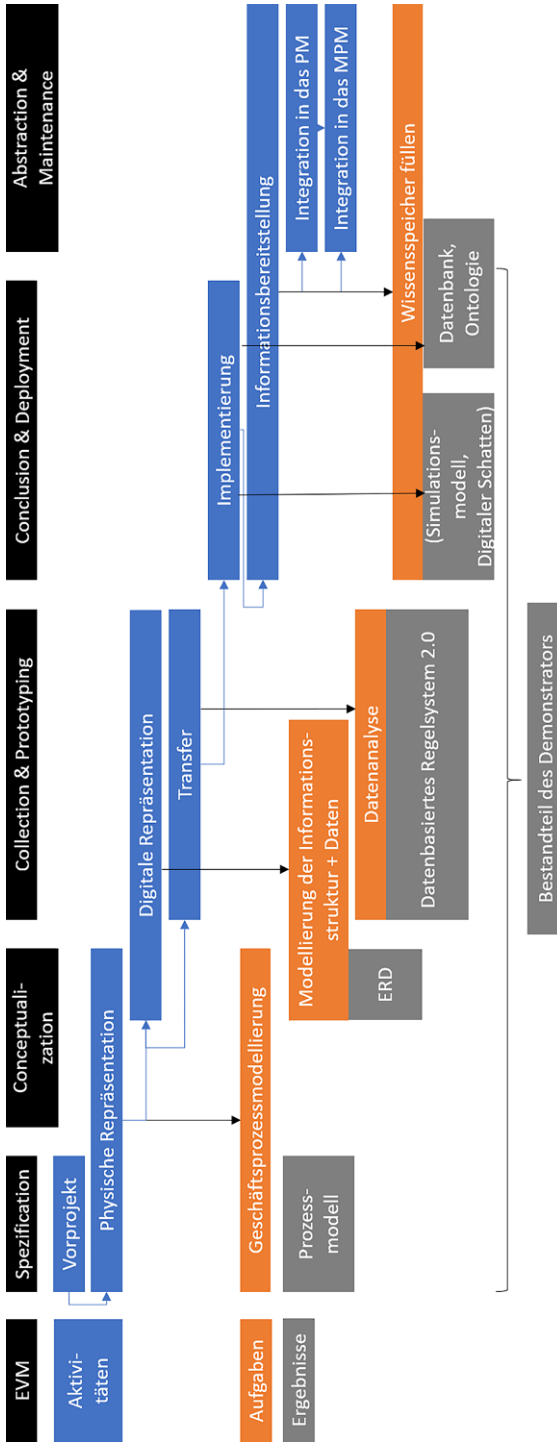 EVM
Spezification
Conceptuali-
zation
Collection & Prototyping
Conclusion & Deployment
Abstraction &
Maintenance
Aktivi-
täten
Vorprojekt
Physische Repräsentation
Digitale Repräsentation
Transfer
Implementierung
Informationsbereitstellung
Integration in das PM
Integration in das MPM
Aufgaben
Geschäftsprozessmodellierung
Modellierung der Informations-
struktur + Daten
Datenanalyse
Wissensspeicher füllen
Ergebnisse
Prozess-
modell
ERD
Datenbasiertes Regelsystem 2.0
(Simulations-
modell,
Digitaler Schatten)
Datenbank,
Ontologie
Bestandteil des Demonstrators